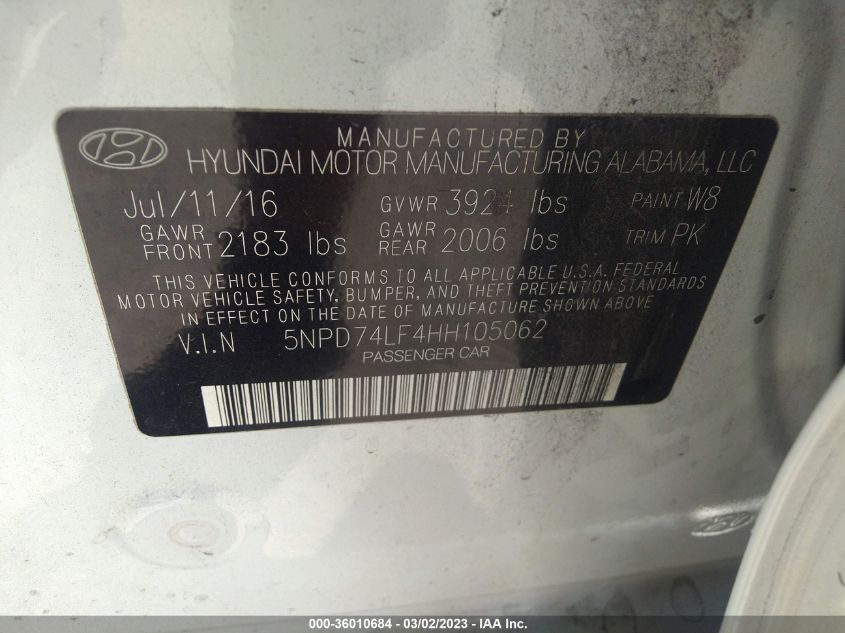 MANUFACTURED BY
HYUNDAI MOTOR MANUFACTURING ALABAMA, LLC
Jul/11/16 GVWR 3924 lbs PAINT W8
GAWR FRONT 2183 lbs GAWR REAR 2006 lbs TRIM PK
THIS VEHICLE CONFORMS TO ALL APPLICABLE U.S.A. FEDERAL
MOTOR VEHICLE SAFETY, BUMPER, AND THEFT PREVENTION STANDARDS
IN EFFECT ON THE DATE OF MANUFACTURE SHOWN ABOVE.
V.I.N 5NPD74LF4HH105062
PASSENGER CAR
000-36010684 - 03/02/2023 - IAA Inc.